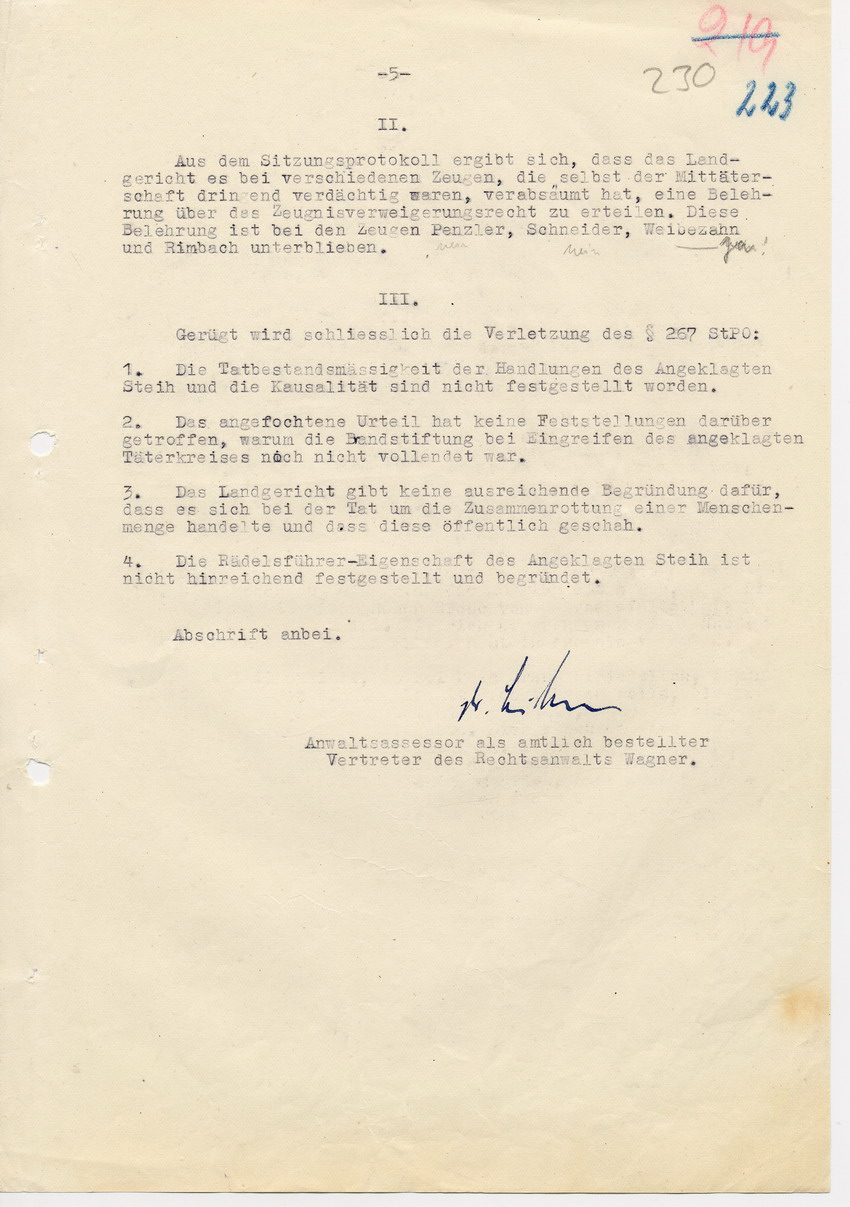 219
-5-
230
223
II.
Aus dem Sitzungsprotokoll ergibt sich, dass das Land-
gericht es bei verschiedenen Zeugen, die selbst der Mittäter-
schaft dringend verdächtig waren, verabsäumt hat, eine Beleh-
rung über das Zeugnisverweigerungsrecht zu erteilen. Diese
Belehrung ist bei den Zeugen Penzler, Schneider, Weibezahn
und Rimbach unterblieben.
nein nein ja!
III.
Gerügt wird schliesslich die Verletzung des § 267 StPO:
1. Die Tatbestandsmässigkeit der Handlungen des Angeklagten
Steih und die Kausalität sind nicht festgestellt worden.
2. Das angefochtene Urteil hat keine Feststellungen darüber
getroffen, warum die Brandstiftung bei Eingreifen des angeklagten
Täterkreises noch nicht vollendet war.
3. Das Landgericht gibt keine ausreichende Begründung dafür,
dass es sich bei der Tat um die Zusammenrottung einer Menschen-
menge handelte und dass diese öffentlich geschah.
4. Die Rädelsführer-Eigenschaft des Angeklagten Steih ist
nicht hinreichend festgestellt und begründet.
Abschrift anbei.
Dr.
Anwaltsassessor als amtlich bestellter
Vertreter des Rechtsanwalts Wagner.